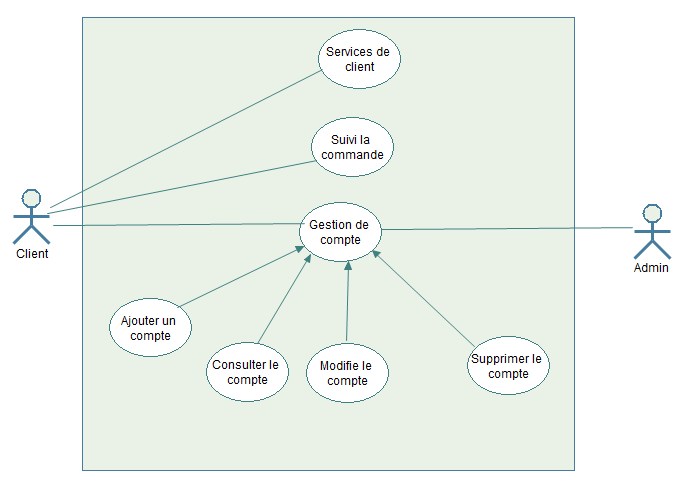 Services de
client
Suivi la
commande
Gestion de
compte
Client
Admin
Ajouter un
compte
Consulter le
compte
Modifie le
compte
Supprimer le
compte